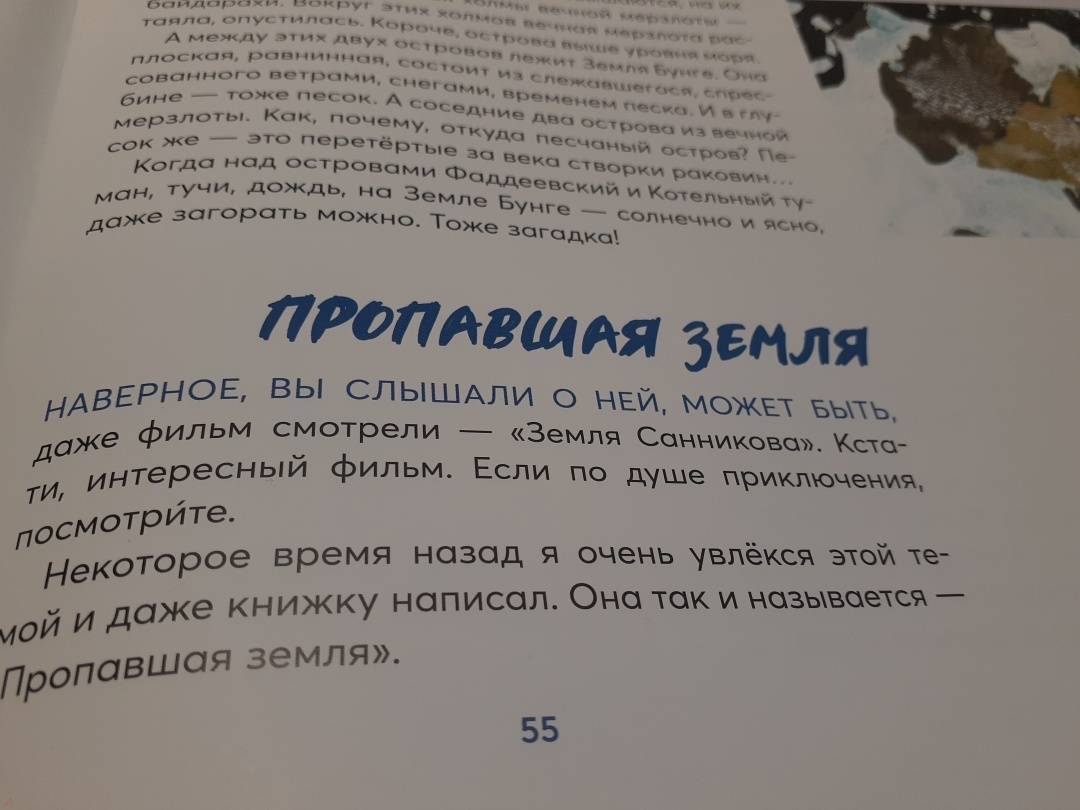 байдарахи. Вокруг этих холмов вечная мерзлота —
таяла, опустилась. Короче, острова выше уровня моря.
А между этих двух островов лежит Земля Бунге. Она
плоская, равнинная, состоит из слежавшегося, спрес-
сованного ветрами, снегами, временем песка. И в глу-
бине — тоже песок. А соседние два острова из вечной
мерзлоты. Как, почему, откуда песчаный остров? Пе-
сок же — это перетёртые за века створки раковин...
Когда над островами Фаддеевский и Котельный ту-
ман, тучи, дождь, на Земле Бунге — солнечно и ясно,
даже загорать можно. Тоже загадка!
ПРОПАВШАЯ ЗЕМЛЯ
НАВЕРНОЕ, ВЫ СЛЫШАЛИ О НЕЙ, МОЖЕТ БЫТЬ,
даже фильм смотрели — «Земля Санникова». Кста-
ти, интересный фильм. Если по душе приключения,
посмотри́те.
Некоторое время назад я очень увлёкся этой те-
мой и даже книжку написал. Она так и называется —
Пропавшая земля».
55